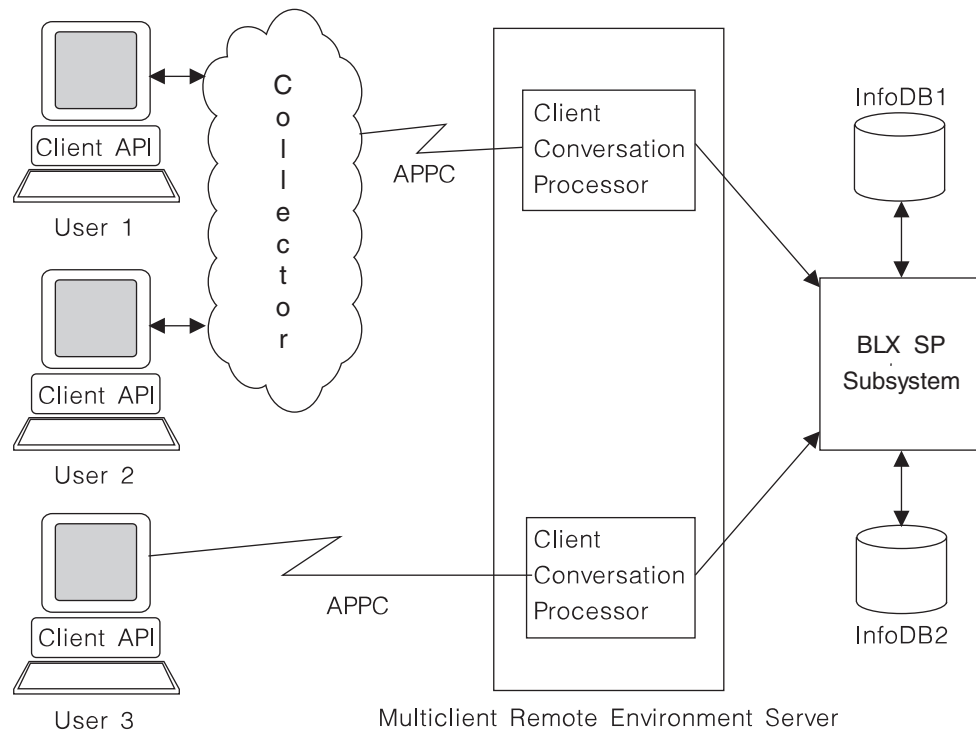 Client API
User 1
Client API
User 2
Client API
User 3
Collector
APPC
APPC
Client
Conversation
Processor
Client
Conversation
Processor
Multiclient Remote Environment Server
InfoDB1
BLX SP
Subsystem
InfoDB2